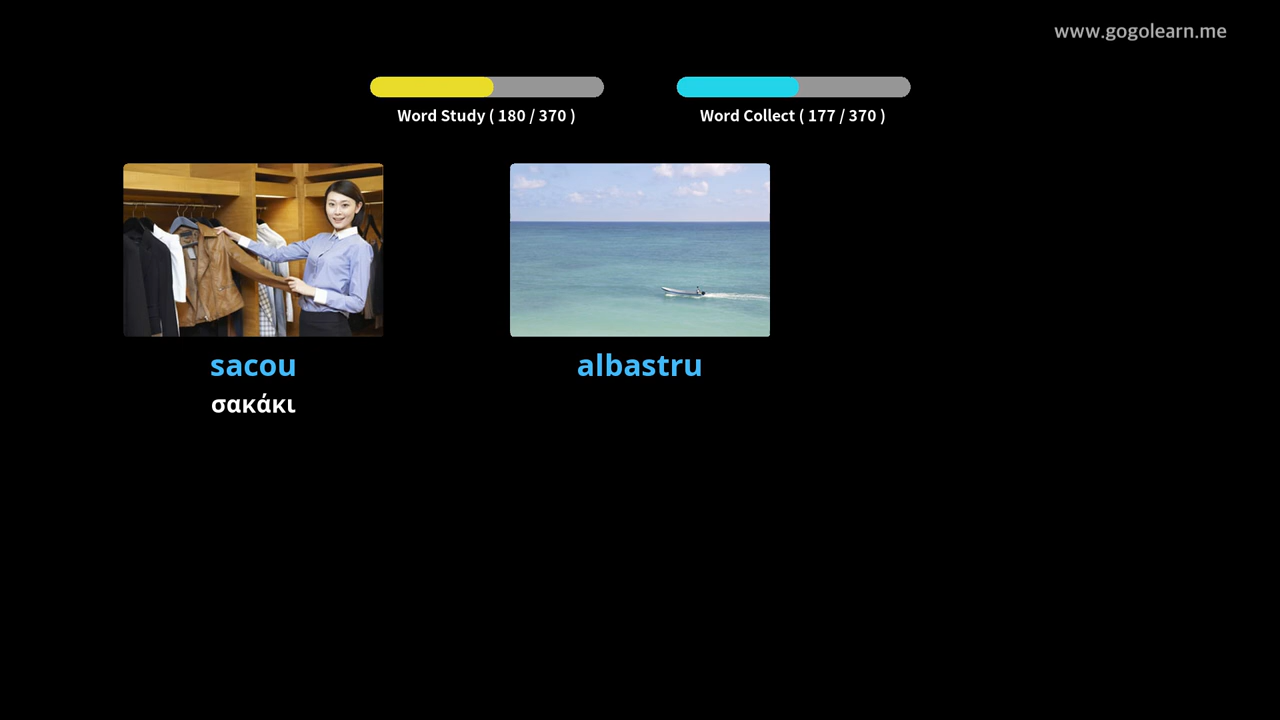 www.gogolearn.me
Word Study ( 180 / 370 )
Word Collect ( 177 / 370 )
sacou
σακάκι
albastru